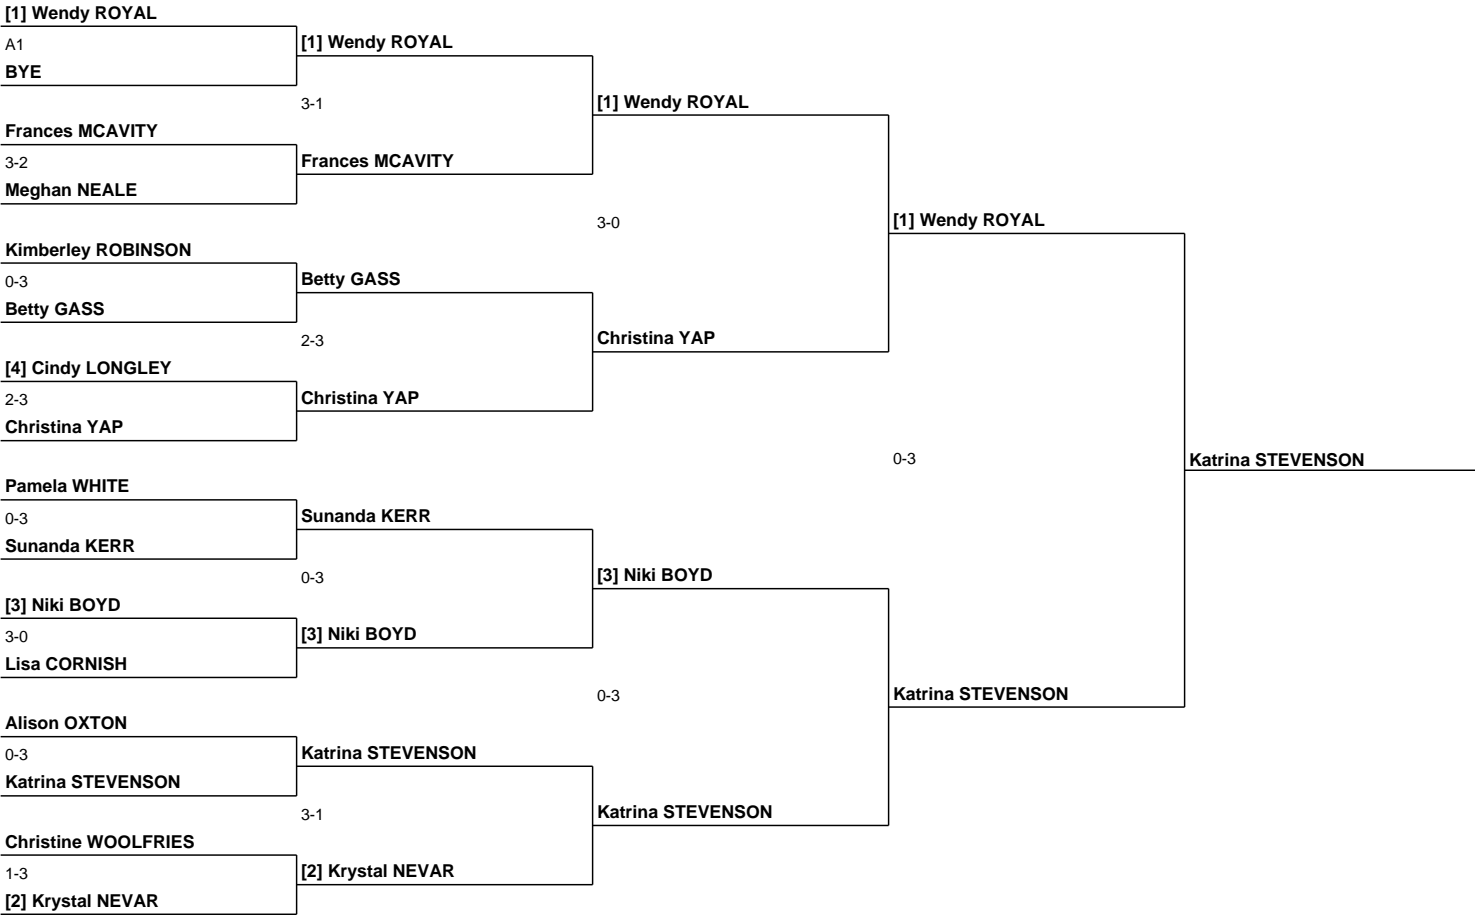 [1] Wendy ROYAL
A1
BYE
[1] Wendy ROYAL
3-1
Frances MCAVITY
3-2
Meghan NEALE
Frances MCAVITY
[1] Wendy ROYAL
3-0
Kimberley ROBINSON
0-3
Betty GASS
Betty GASS
2-3
[4] Cindy LONGLEY
2-3
Christina YAP
Christina YAP
Christina YAP
[1] Wendy ROYAL
0-3
Katrina STEVENSON
Pamela WHITE
0-3
Sunanda KERR
Sunanda KERR
0-3
[3] Niki BOYD
3-0
Lisa CORNISH
[3] Niki BOYD
[3] Niki BOYD
0-3
Alison OXTON
0-3
Katrina STEVENSON
Katrina STEVENSON
3-1
Christine WOOLFRIES
1-3
[2] Krystal NEVAR
[2] Krystal NEVAR
Katrina STEVENSON
Katrina STEVENSON